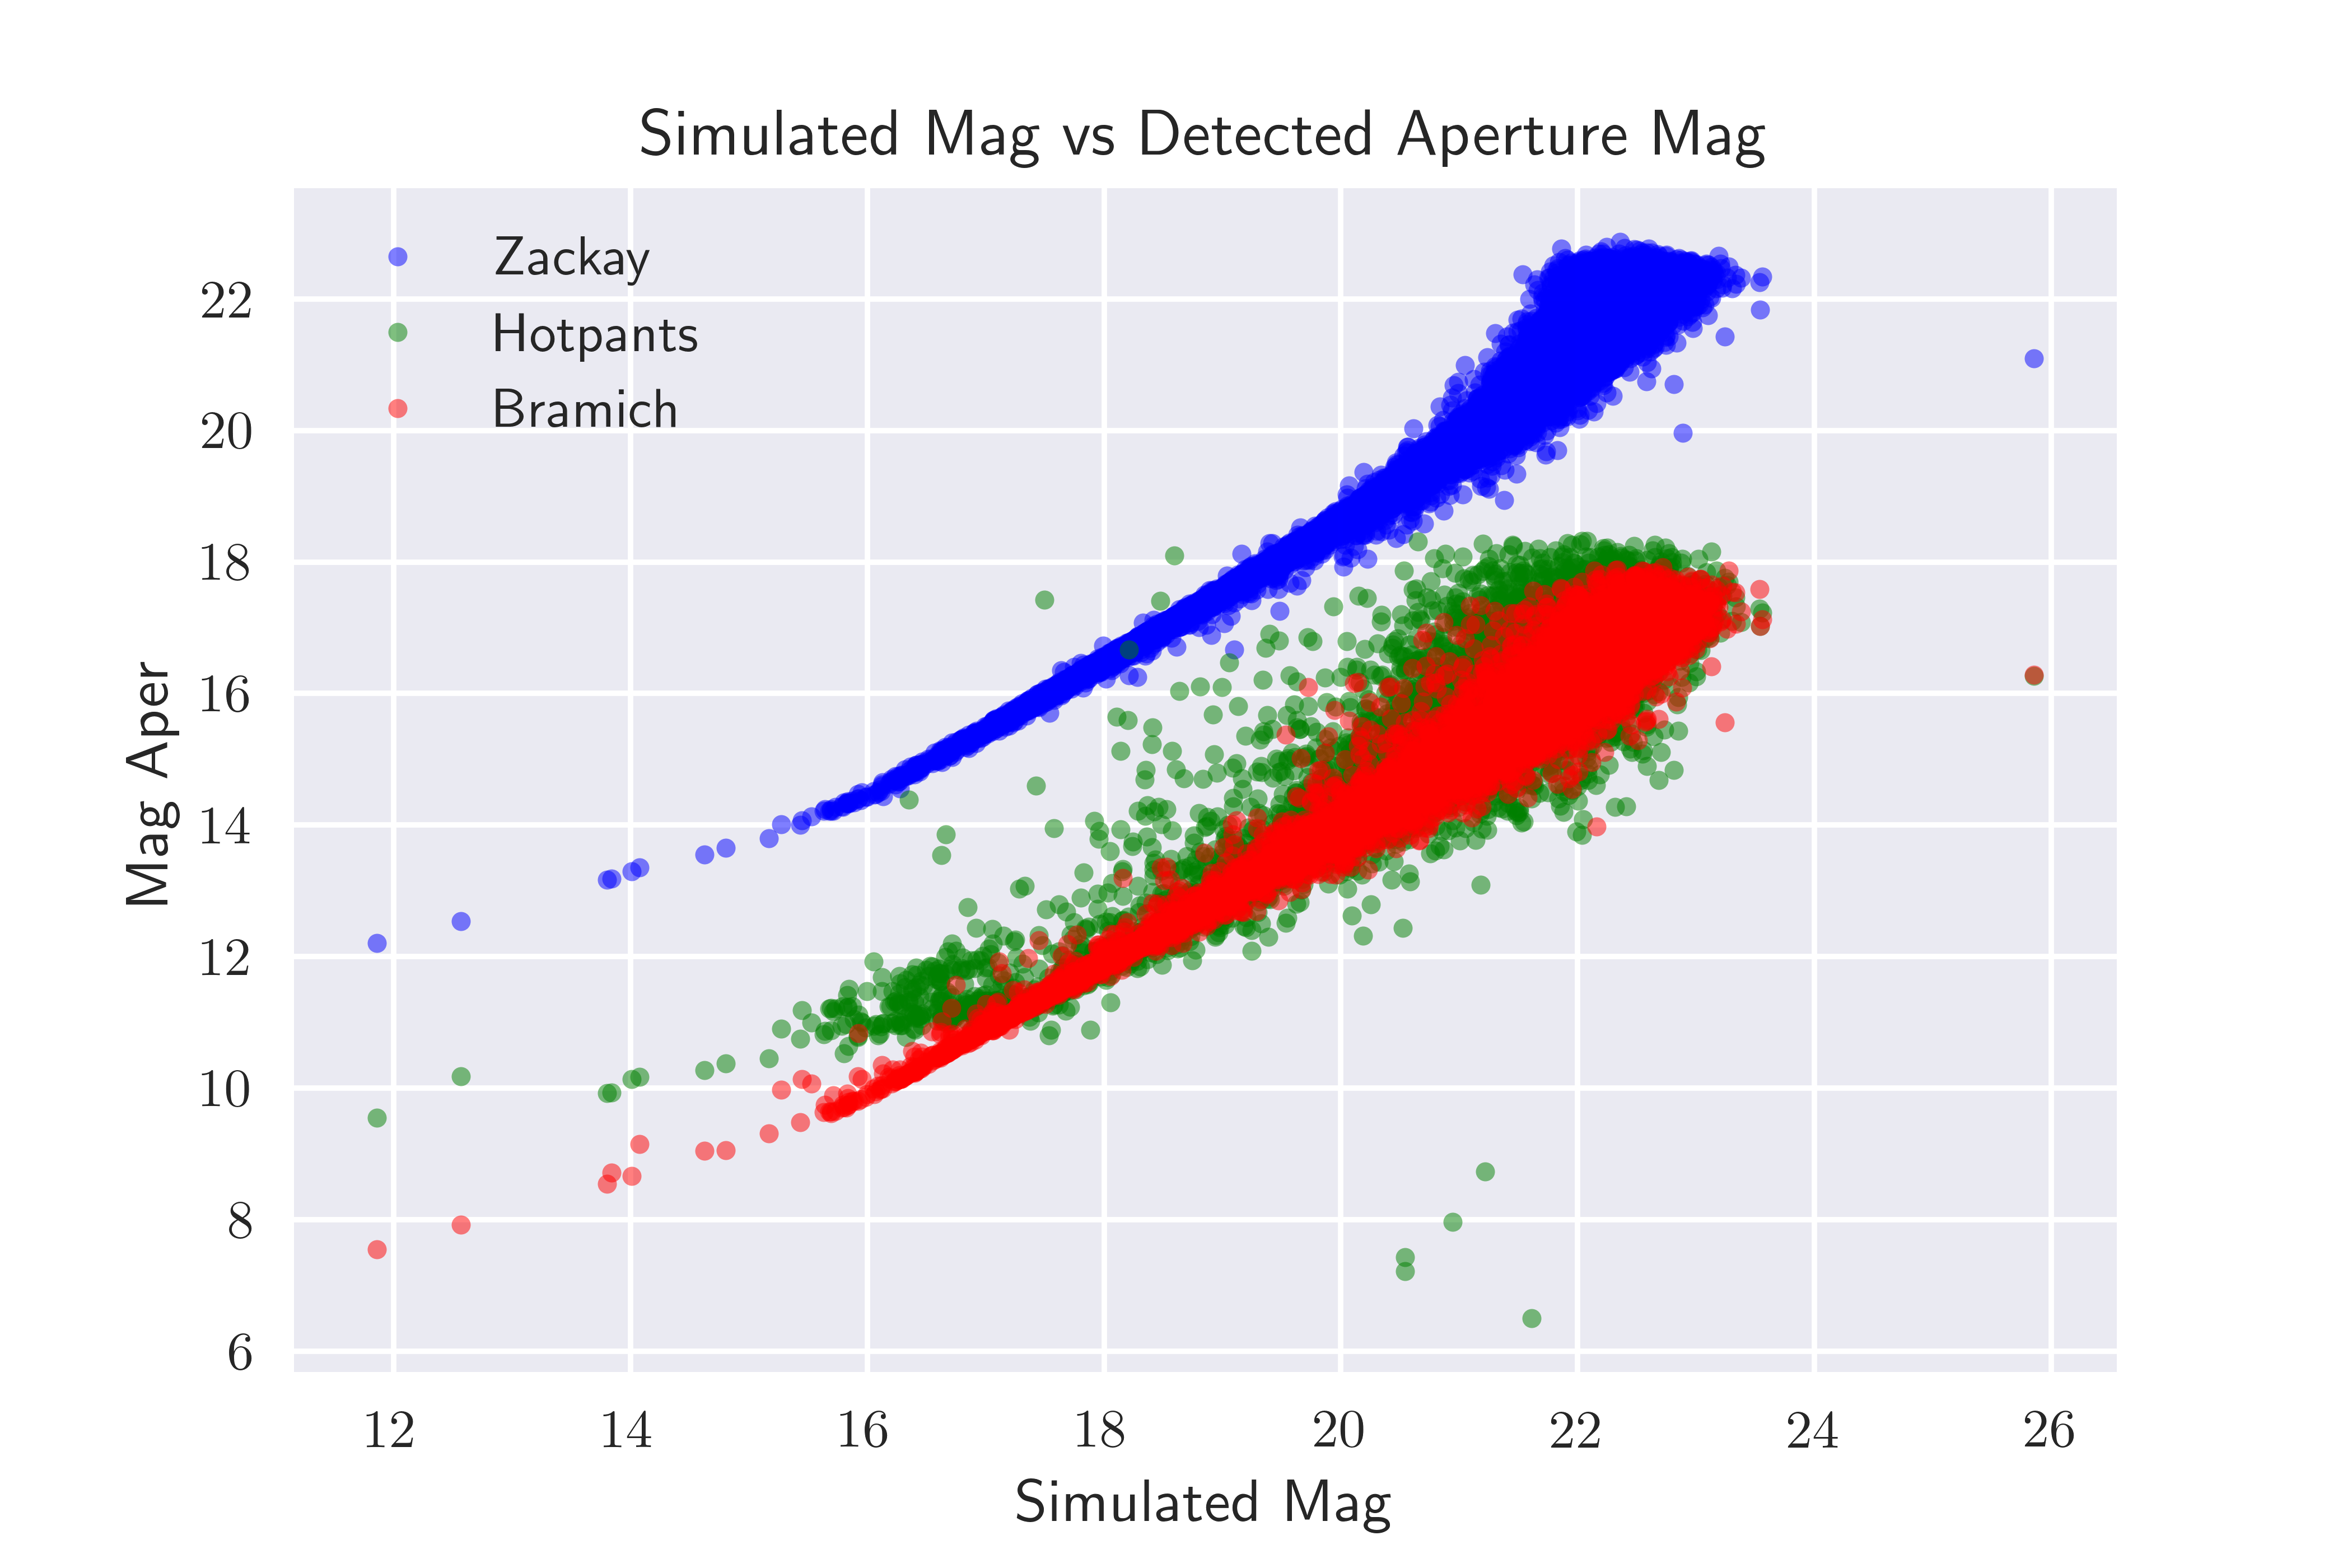 Simulated Mag vs Detected Aperture Mag
Zackay
Hotpants
Bramich
22
20
18
16
14
12
10
8
6
Mag Aper
12 14 16 18 20 22 24 26
Simulated Mag